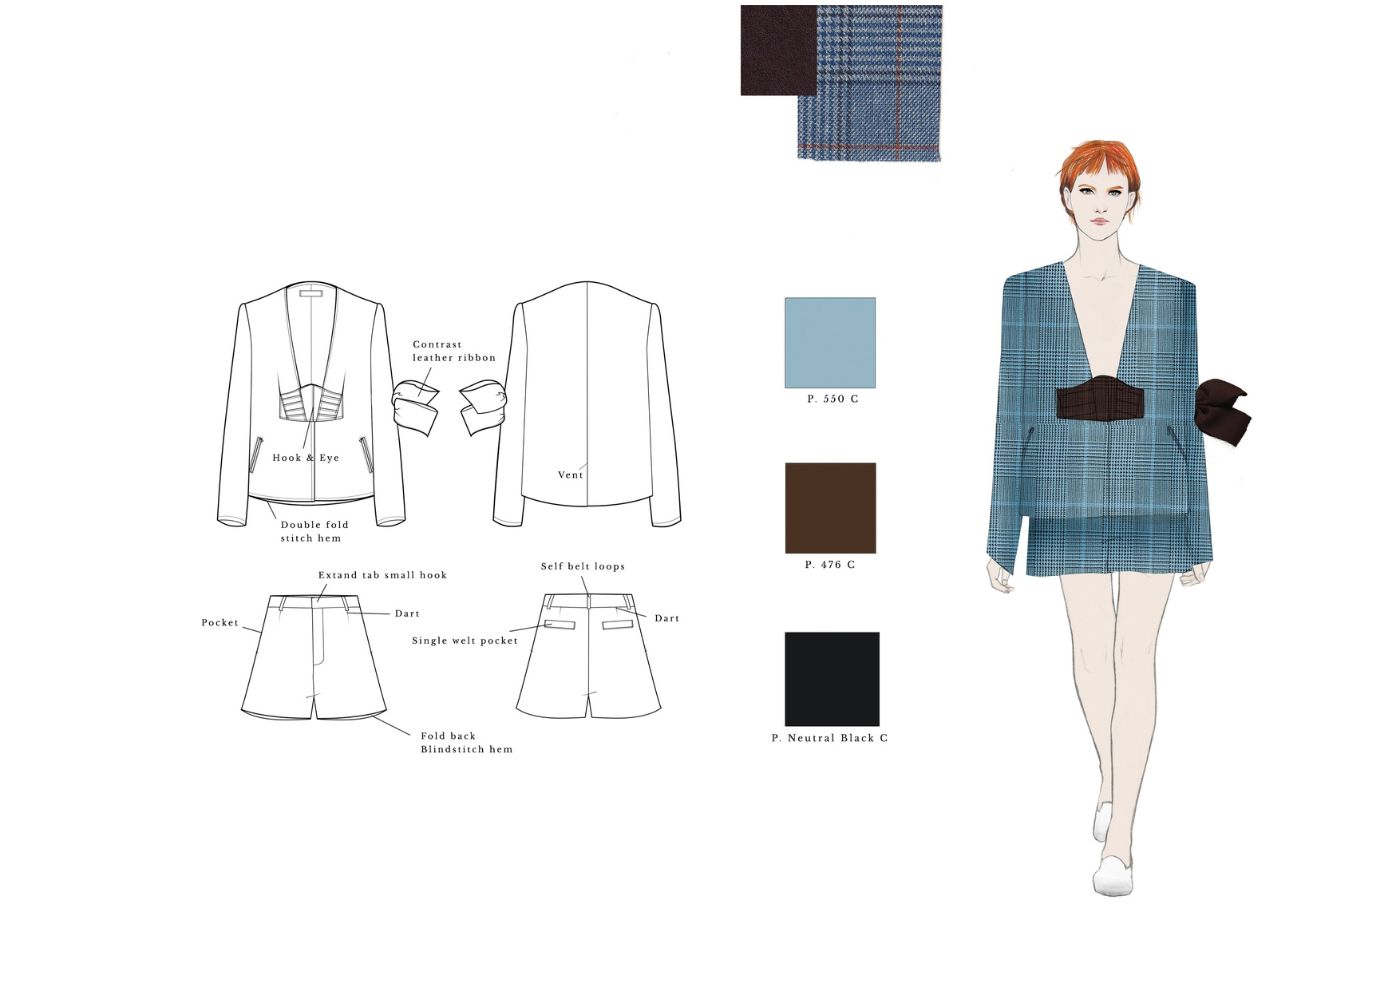 Contrast
leather ribbon
Hook & Eye
Vent
Double fold
stitch hem
Extand tab small hook
Self belt loops
Pocket
Dart
Single welt pocket
Dart
Fold back
Blindstitch hem
P. 550 C
P. 476 C
P. Neutral Black C